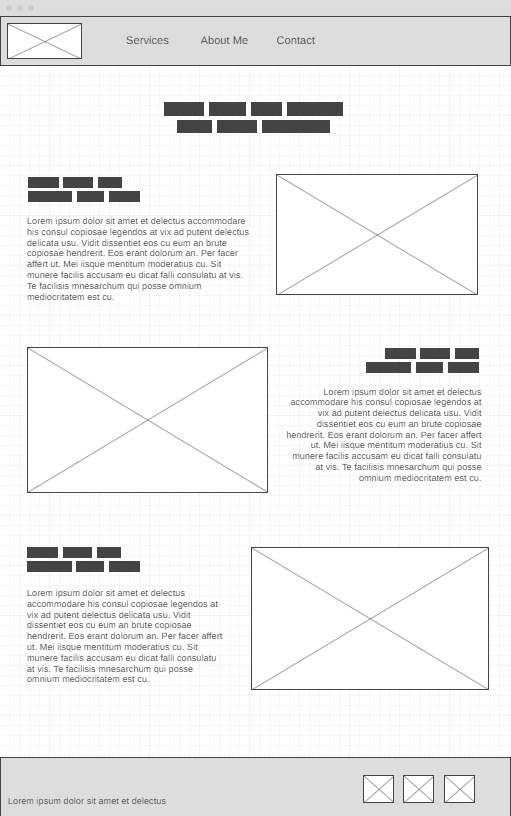 Services About Me Contact
Lorem ipsum dolor sit amet et delectus accommodare
his consul copiosae legendos at vix ad putent delectus
delicata usu. Vidit dissentiet eos cu eum an brute
copiosae hendrerit. Eos erant dolorum an. Per facer
affert ut. Mei iisque mentitum moderatius cu. Sit
munere facilis accusam eu dicat falli consulatu at vis.
Te facilisis mnesarchum qui posse omnium
mediocritatem est cu.
Lorem ipsum dolor sit amet et delectus
accommodare his consul copiosae legendos at
vix ad putent delectus delicata usu. Vidit
dissentiet eos cu eum an brute copiosae
hendrerit. Eos erant dolorum an. Per facer affert
ut. Mei iisque mentitum moderatius cu. Sit
munere facilis accusam eu dicat falli consulatu
at vis. Te facilisis mnesarchum qui posse
omnium mediocritatem est cu.
Lorem ipsum dolor sit amet et delectus
accommodare his consul copiosae legendos at
vix ad putent delectus delicata usu. Vidit
dissentiet eos cu eum an brute copiosae
hendrerit. Eos erant dolorum an. Per facer affert
ut. Mei iisque mentitum moderatius cu. Sit
munere facilis accusam eu dicat falli consulatu
at vis. Te facilisis mnesarchum qui posse
omnium mediocritatem est cu.
Lorem ipsum dolor sit amet et delectus